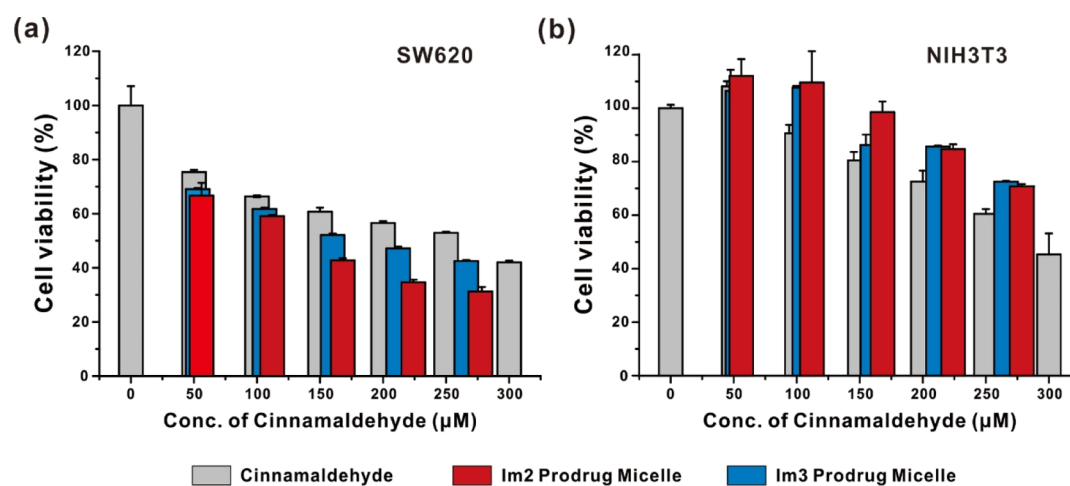 (a)
SW620
Cell viability (%)
120
100
80
60
40
20
0
0 50 100 150 200 250 300
Conc. of Cinnamaldehyde (μM)
(b)
NIH3T3
Cell viability (%)
120
100
80
60
40
20
0
0 50 100 150 200 250 300
Conc. of Cinnamaldehyde (μM)
Cinnamaldehyde
Im2 Prodrug Micelle
Im3 Prodrug Micelle